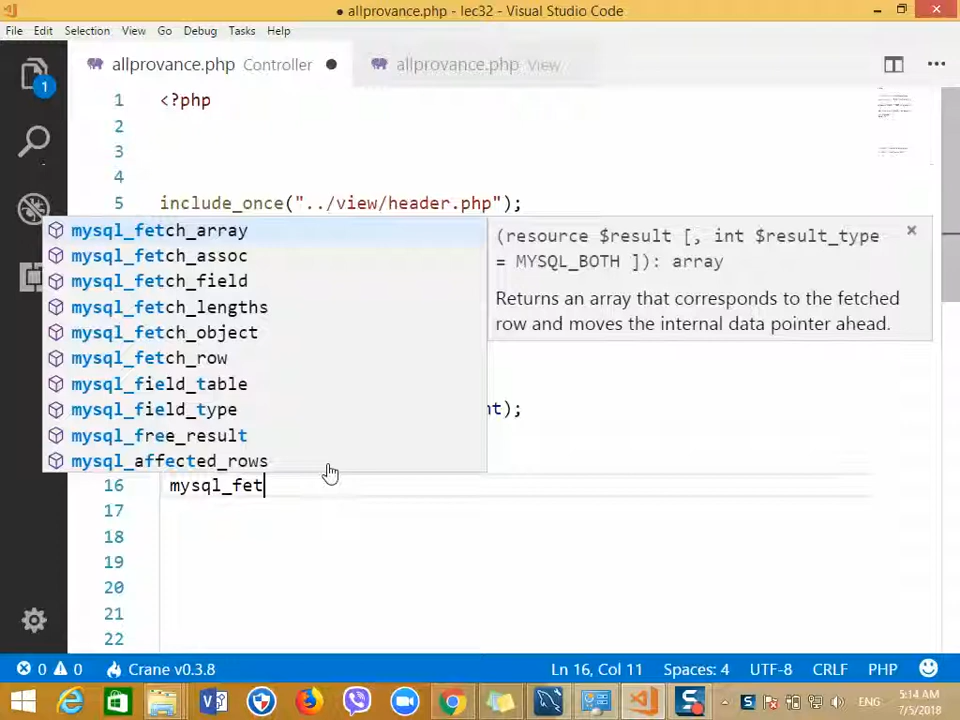 ● allprovance.php - lec32 - Visual Studio Code
File Edit Selection View Go Debug Tasks Help
allprovance.php Controller ●
allprovance.php View
1 <?php
2
3
4
5 include_once("../view/header.php");
mysql_fetch_array
mysql_fetch_assoc
mysql_fetch_field
mysql_fetch_lengths
mysql_fetch_object
mysql_fetch_row
mysql_field_table
mysql_field_type
mysql_free_result
mysql_affected_rows
(resource $result [, int $result_type
= MYSQL_BOTH ]): array
Returns an array that corresponds to the fetched
row and moves the internal data pointer ahead.
nt);
16 mysql_fet
17
18
19
20
21
22
1
0 0 Crane v0.3.8 Ln 16, Col 11 Spaces: 4 UTF-8 CRLF PHP
ENG
5:14 AM
7/5/2018